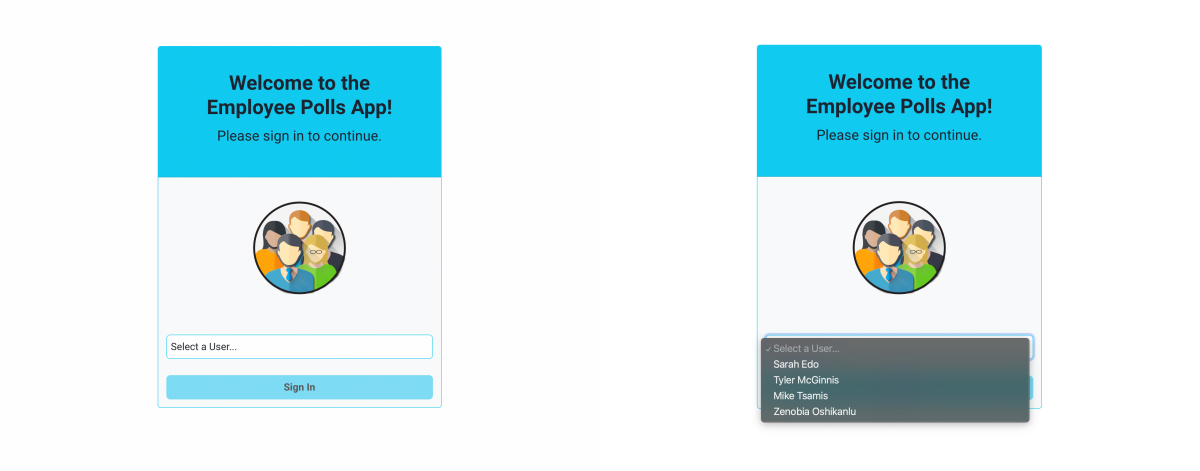 Welcome to the
Employee Polls App!
Please sign in to continue.
Select a User...
Sign In
Welcome to the
Employee Polls App!
Please sign in to continue.
✓ Select a User...
Sarah Edo
Tyler McGinnis
Mike Tsamis
Zenobia Oshikanlu